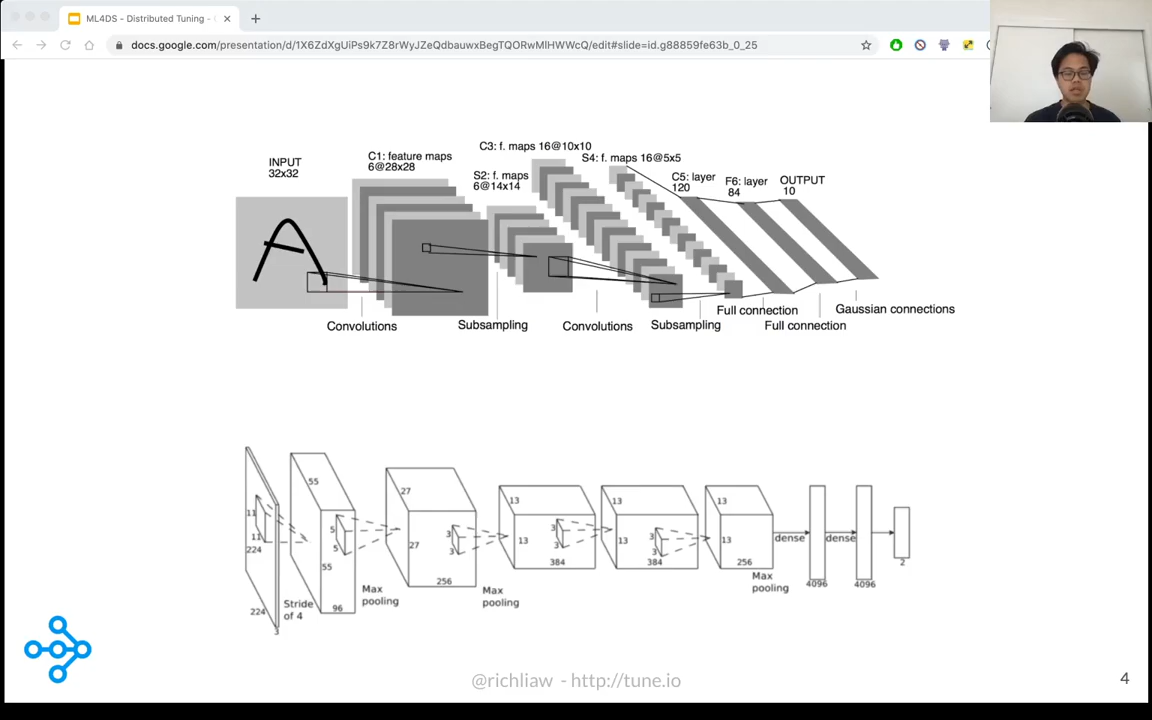 ML4DS - Distributed Tuning -
docs.google.com/presentation/d/1X6ZdXgUiPs9k7Z8rWyJZeQdbauwxBegTQORwMlHWWcQ/edit#slide=id.g88859fe63b_0_25
INPUT
32x32
C1: feature maps
6@28x28
S2: f. maps
6@14x14
C3: f. maps 16@10x10
S4: f. maps 16@5x5
C5: layer
120
F6: layer
84
OUTPUT
10
Convolutions
Subsampling
Convolutions
Subsampling
Full connection
Full connection
Gaussian connections
11
11
224
224
3
Stride
of 4
55
55
96
5
5
Max
pooling
27
27
256
3
3
Max
pooling
13
13
384
3
3
13
13
384
3
3
13
13
256
Max
pooling
dense
4096
dense
4096
2
@richliaw - http://tune.io
4